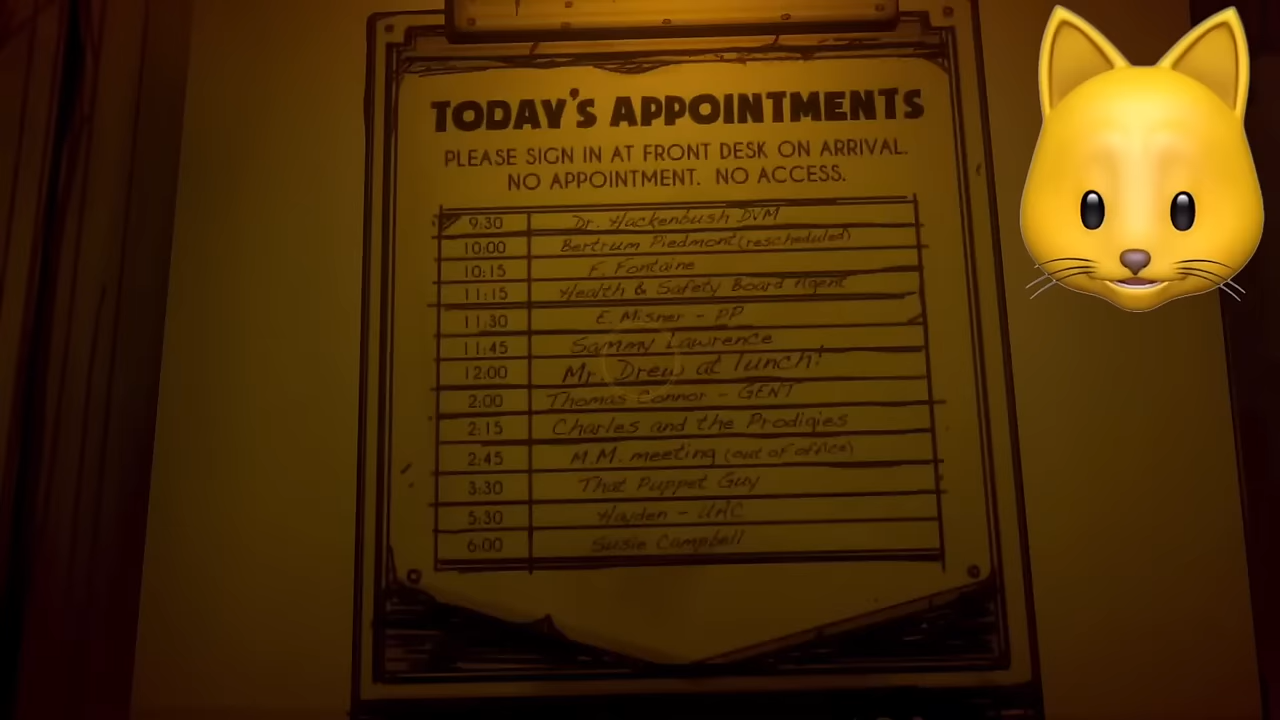 TODAY'S APPOINTMENTS
PLEASE SIGN IN AT FRONT DESK ON ARRIVAL.
NO APPOINTMENT. NO ACCESS.
9:30 Dr. Hackenbush DVM
10:00 Bertrum Piedmont (rescheduled)
10:15 F. Fontaine
11:15 Health & Safety Board Agent
11:30 E. Misner - PP
11:45 Sammy Lawrence
12:00 Mr. Drew at lunch!
2:00 Thomas Connor - GENT
2:15 Charles and the Prodigies
2:45 M.M. meeting (out of office)
3:30 That Puppet Guy
5:30 Hayden - UAC
6:00 Susie Campbell